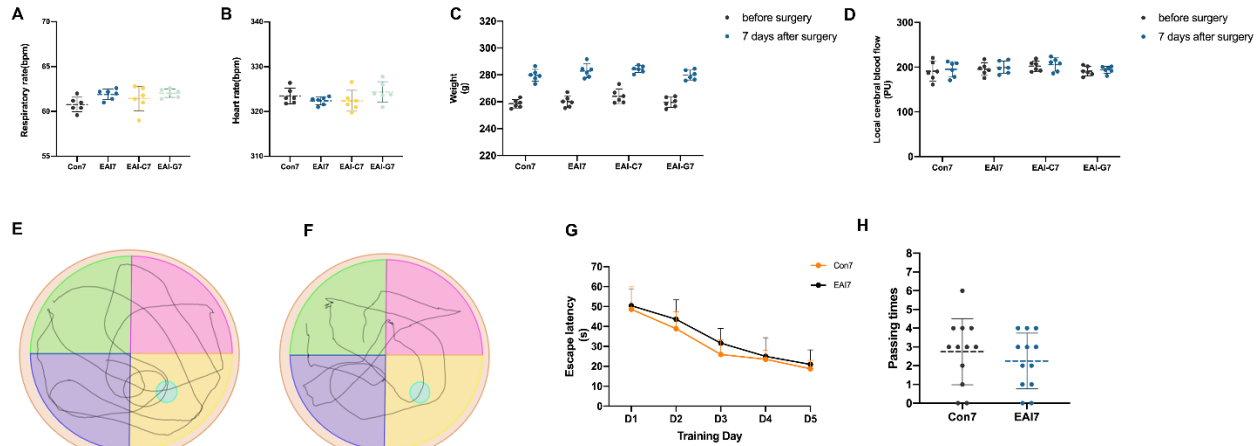 A
Respiratory rate(bpm)
65
60
55
Con7
EAI7
EAI-C7
EAI-G7
B
Heart rate(bpm)
340
330
320
310
Con7
EAI7
EAI-C7
EAI-G7
C
Weight
(g)
320
300
280
260
240
220
Con7
EAI7
EAI-C7
EAI-G7
before surgery
7 days after surgery
D
Local cerebral blood flow
(PU)
300
200
100
0
Con7
EAI7
EAI-C7
EAI-G7
before surgery
7 days after surgery
E
F
G
Escape latency
(s)
70
60
50
40
30
20
10
0
D1
D2
D3
D4
D5
Training Day
Con7
EAI7
H
Passing times
8
7
6
5
4
3
2
1
0
Con7
EAI7